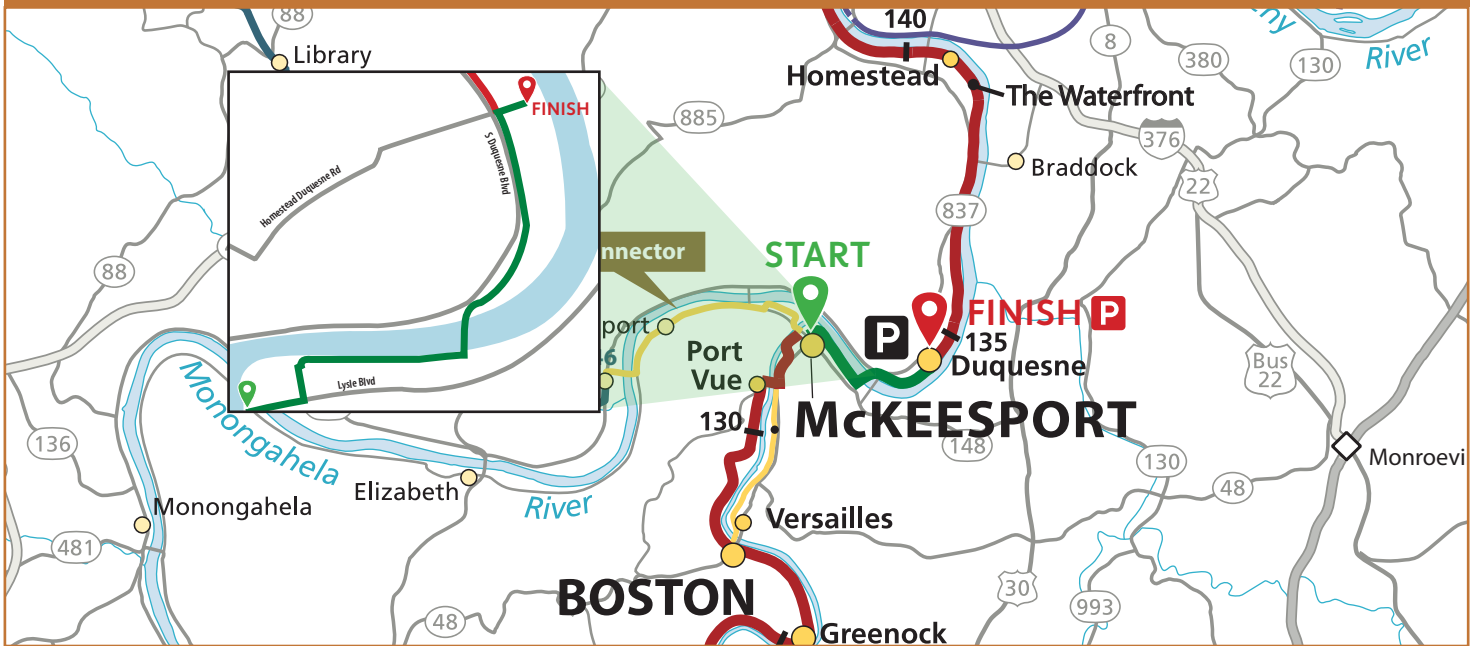 88
Library
140
Homestead
The Waterfront
8
380
130
River
376
885
FINISH
S Duquesne Blvd
Homestead Duquesne Rd
Lysle Blvd
Braddock
22
837
88
nnector
START
P
FINISH P
135
Duquesne
port
Port
Vue
130
McKEESPORT
Bus
22
148
136
Monongahela
River
Elizabeth
Monongahela
130
48
Monroevi
481
Versailles
BOSTON
30
993
48
Greenock